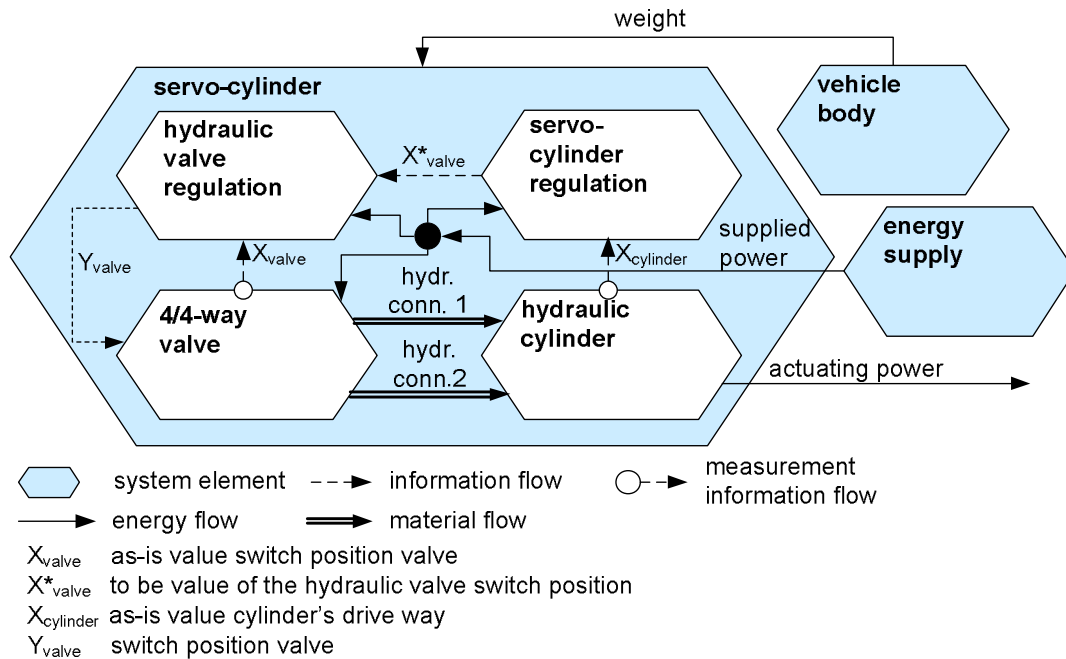 weight
servo-cylinder
vehicle
body
hydraulic
valve
regulation
X*valve
servo-
cylinder
regulation
supplied
power
energy
supply
Yvalve
Xvalve
Xcylinder
hydr.
conn. 1
4/4-way
valve
hydraulic
cylinder
hydr.
conn.2
actuating power
system element
information flow
measurement
information flow
energy flow
material flow
Xvalve as-is value switch position valve
X*valve to be value of the hydraulic valve switch position
Xcylinder as-is value cylinder's drive way
Yvalve switch position valve